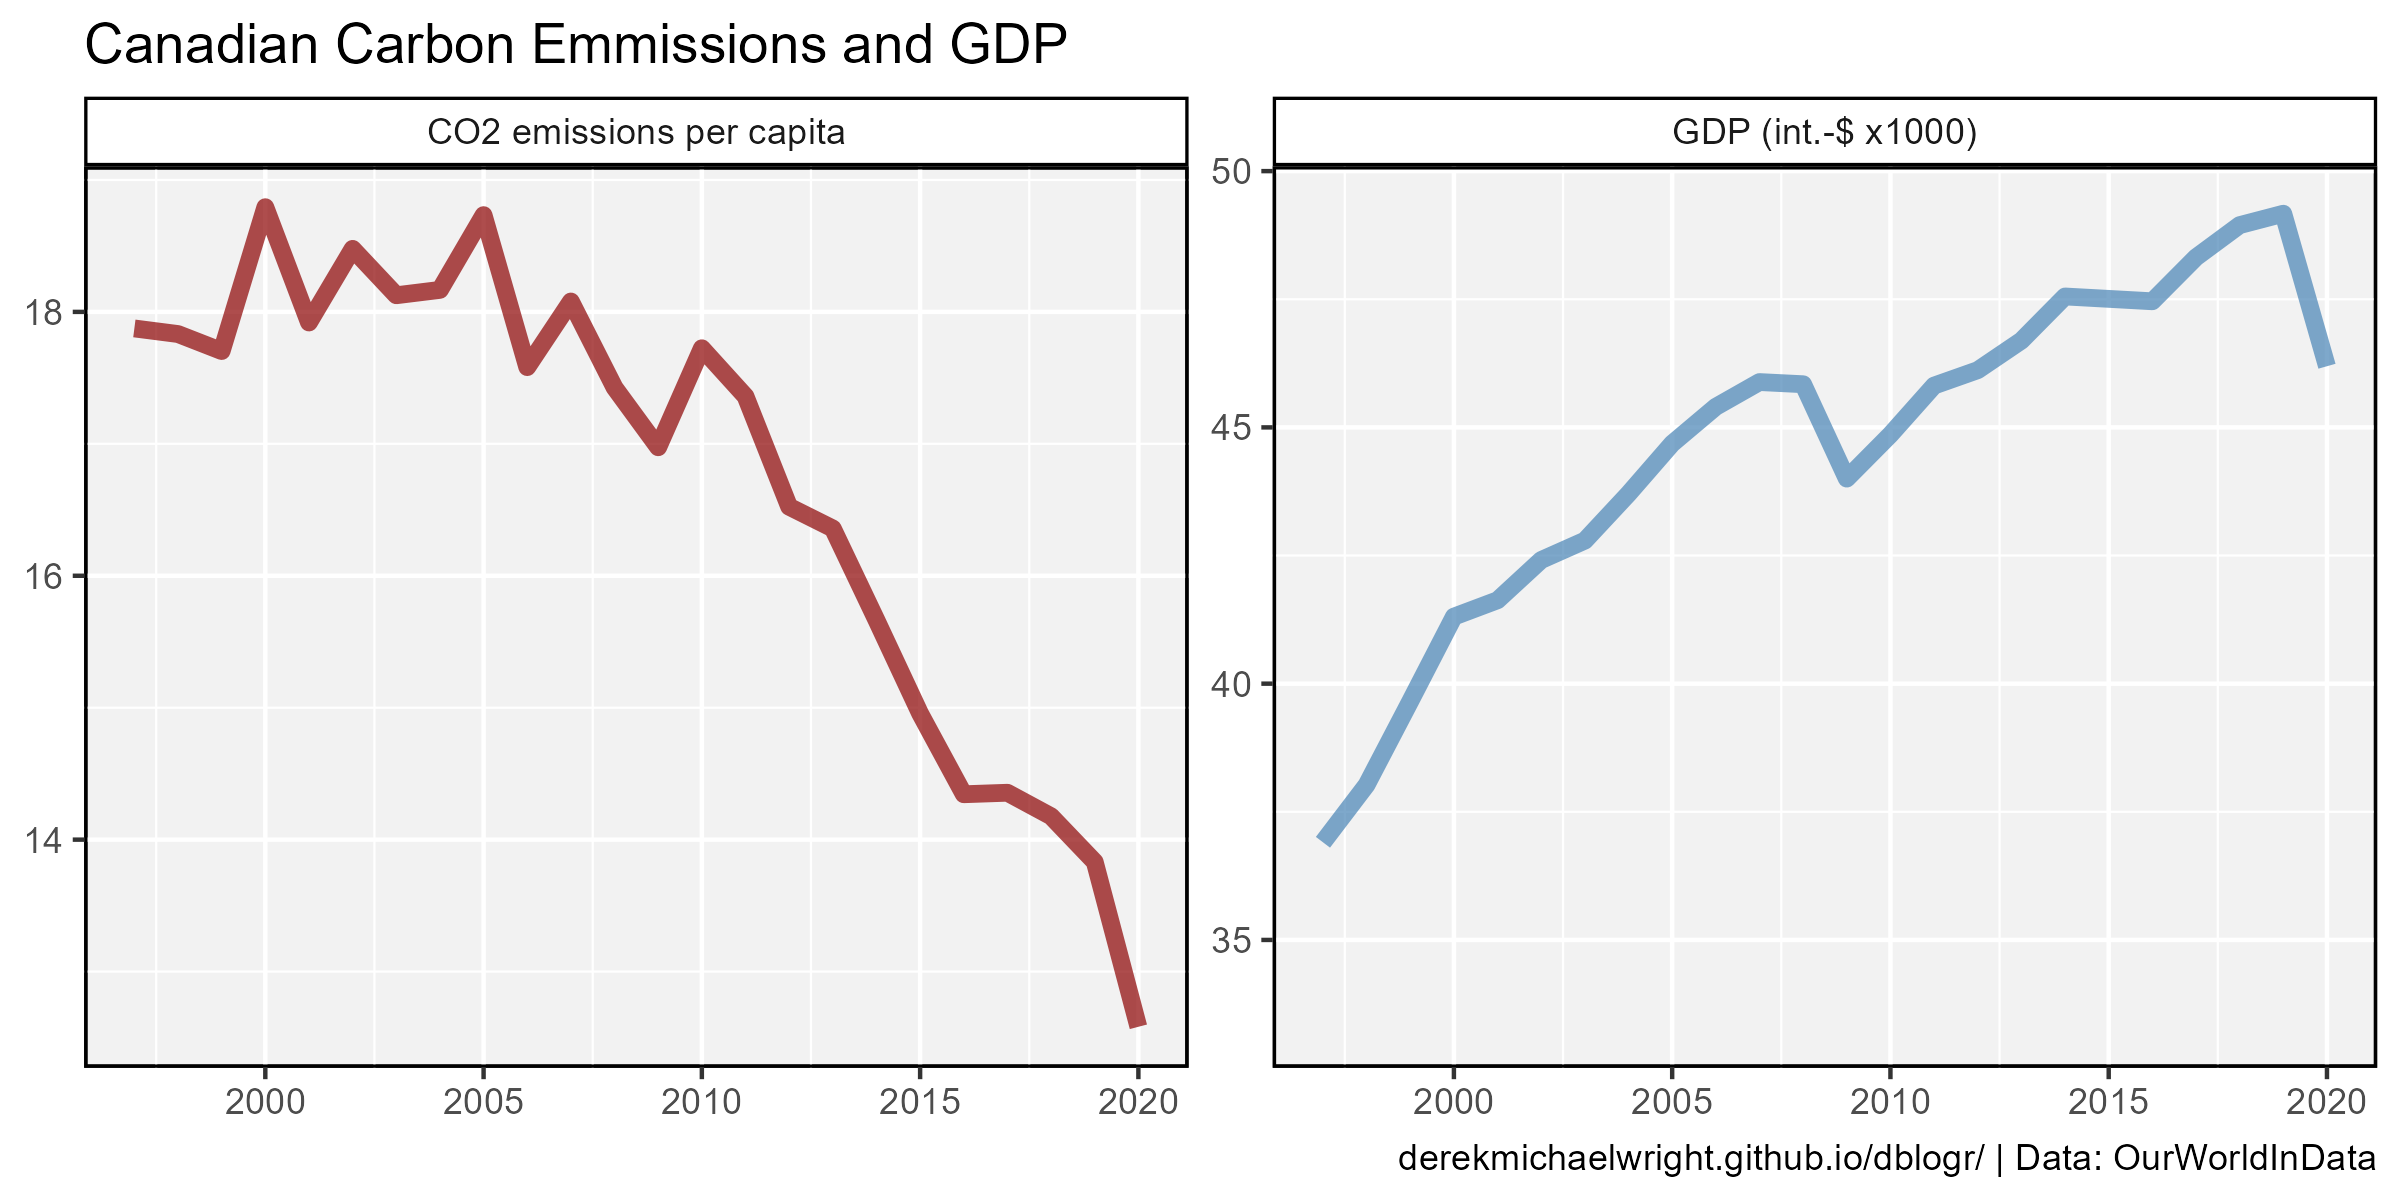 Canadian Carbon Emmissions and GDP
CO2 emissions per capita
18
16
14
2000 2005 2010 2015 2020
GDP (int.-$ x1000)
50
45
40
35
2000 2005 2010 2015 2020
derekmichaelwright.github.io/dblogr/ | Data: OurWorldInData